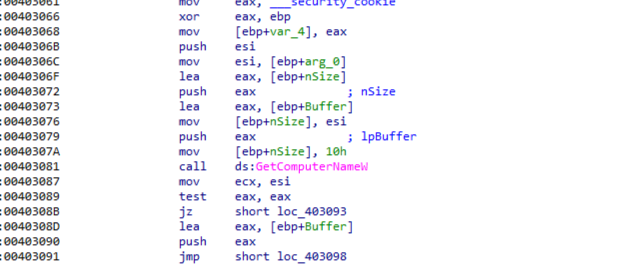 :00403061 mov eax, ___security_cookie
:00403066 xor eax, ebp
:00403068 mov [ebp+var_4], eax
:0040306B push esi
:0040306C mov esi, [ebp+arg_0]
:0040306F lea eax, [ebp+nSize]
:00403072 push eax ; nSize
:00403073 lea eax, [ebp+Buffer]
:00403076 mov [ebp+nSize], esi
:00403079 push eax ; lpBuffer
:0040307A mov [ebp+nSize], 10h
:00403081 call ds:GetComputerNameW
:00403087 mov ecx, esi
:00403089 test eax, eax
:0040308B jz short loc_403093
:0040308D lea eax, [ebp+Buffer]
:00403090 push eax
:00403091 jmp short loc_403098